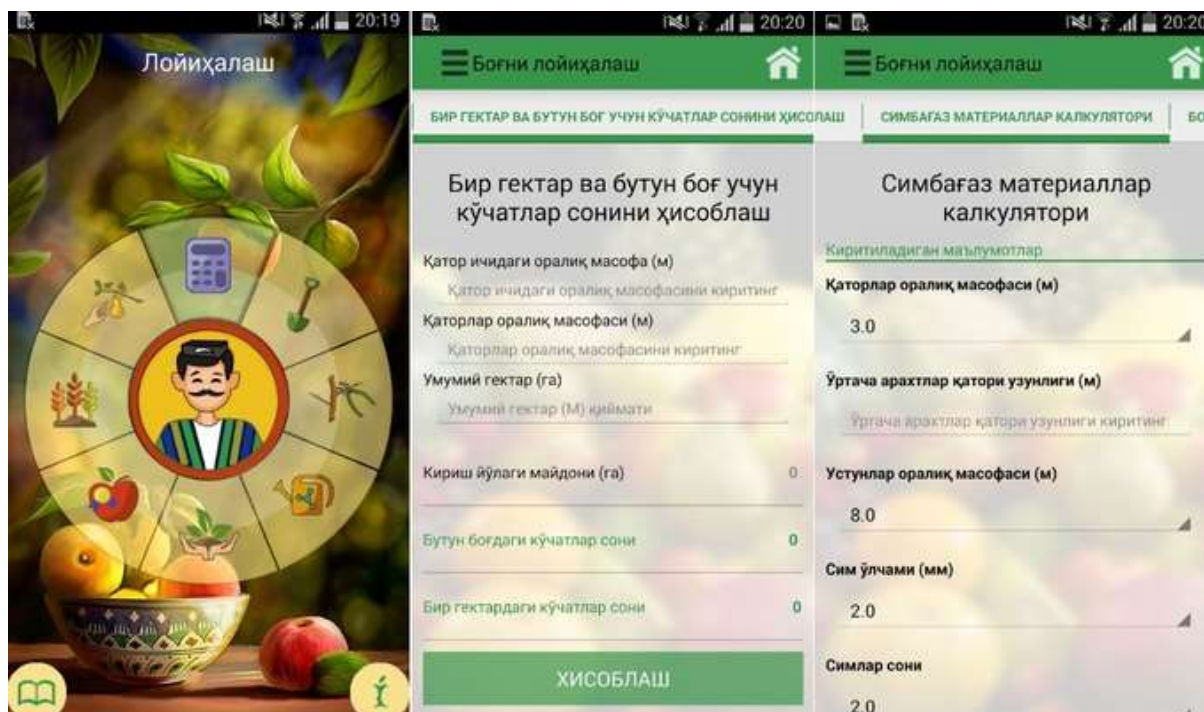 20:19
Лойиҳалаш
20:20
Боғни лойиҳалаш
БИР ГЕКТАР ВА БУТУН БОҒ УЧУН КЎЧАТЛАР СОНИНИ ҲИСОЛАШ
Бир гектар ва бутун боғ учун
кўчатлар сонини ҳисоблаш
Қатор ичидаги оралиқ масофа (м)
Қатор ичидаги оралиқ масофасини киритинг
Қаторлар оралиқ масофаси (м)
Қаторлар оралиқ масофасини киритинг
Умумий гектар (га)
Умумий гектар (М) қиймати
Кириш йўлаги майдони (га) 0
Бутун боғдаги кўчатлар сони 0
Бир гектардаги кўчатлар сони 0
ХИСОБЛАШ
20:20
Боғни лойиҳалаш
СИМБАҒАЗ МАТЕРИАЛЛАР КАЛКУЛЯТОРИ
БО
Симбағаз материаллар
калкулятори
Киритиладиган маълумотлар
Қаторлар оралиқ масофаси (м)
3.0
Ўртача арахтлар қатори узунлиги (м)
Ўртача арахтлар қатори узунлиги киритинг
Устунлар оралиқ масофаси (м)
8.0
Сим ўлчами (мм)
2.0
Симлар сони
2.0